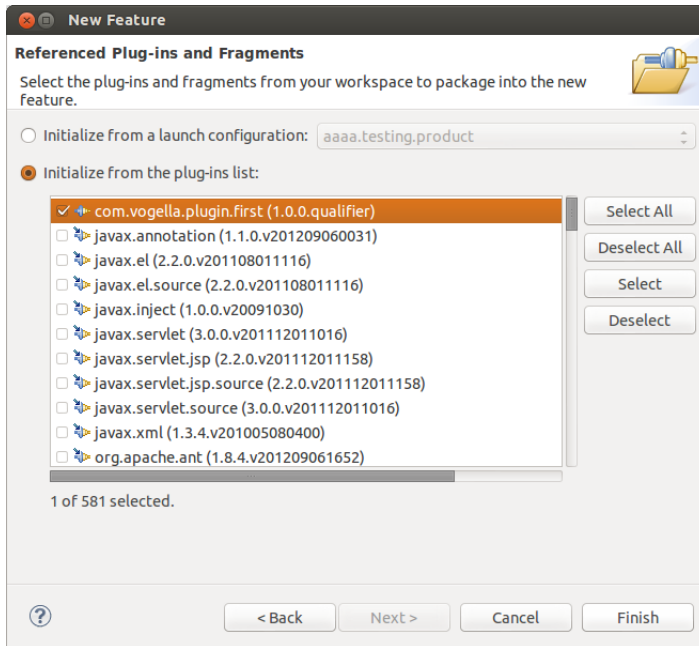 New Feature
Referenced Plug-ins and Fragments
Select the plug-ins and fragments from your workspace to package into the new
feature.
Initialize from a launch configuration: aaaa.testing.product
Initialize from the plug-ins list:
com.vogella.plugin.first (1.0.0.qualifier)
javax.annotation (1.1.0.v201209060031)
javax.el (2.2.0.v201108011116)
javax.el.source (2.2.0.v201108011116)
javax.inject (1.0.0.v20091030)
javax.servlet (3.0.0.v201112011016)
javax.servlet.jsp (2.2.0.v201112011158)
javax.servlet.jsp.source (2.2.0.v201112011158)
javax.servlet.source (3.0.0.v201112011016)
javax.xml (1.3.4.v201005080400)
org.apache.ant (1.8.4.v201209061652)
Select All
Deselect All
Select
Deselect
1 of 581 selected.
?
< Back
Next >
Cancel
Finish